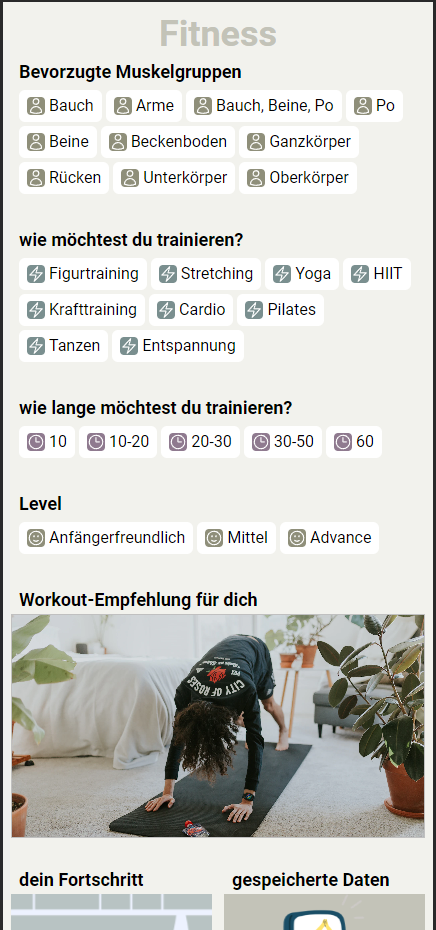 Fitness
Bevorzugte Muskelgruppen
Bauch Arme Bauch, Beine, Po Po
Beine Beckenboden Ganzkörper
Rücken Unterkörper Oberkörper
wie möchtest du trainieren?
Figurtraining Stretching Yoga HIIT
Krafttraining Cardio Pilates
Tanzen Entspannung
wie lange möchtest du trainieren?
10 10-20 20-30 30-50 60
Level
Anfängerfreundlich Mittel Advance
Workout-Empfehlung für dich
CITY OF ROSES
dein Fortschritt gespeicherte Daten